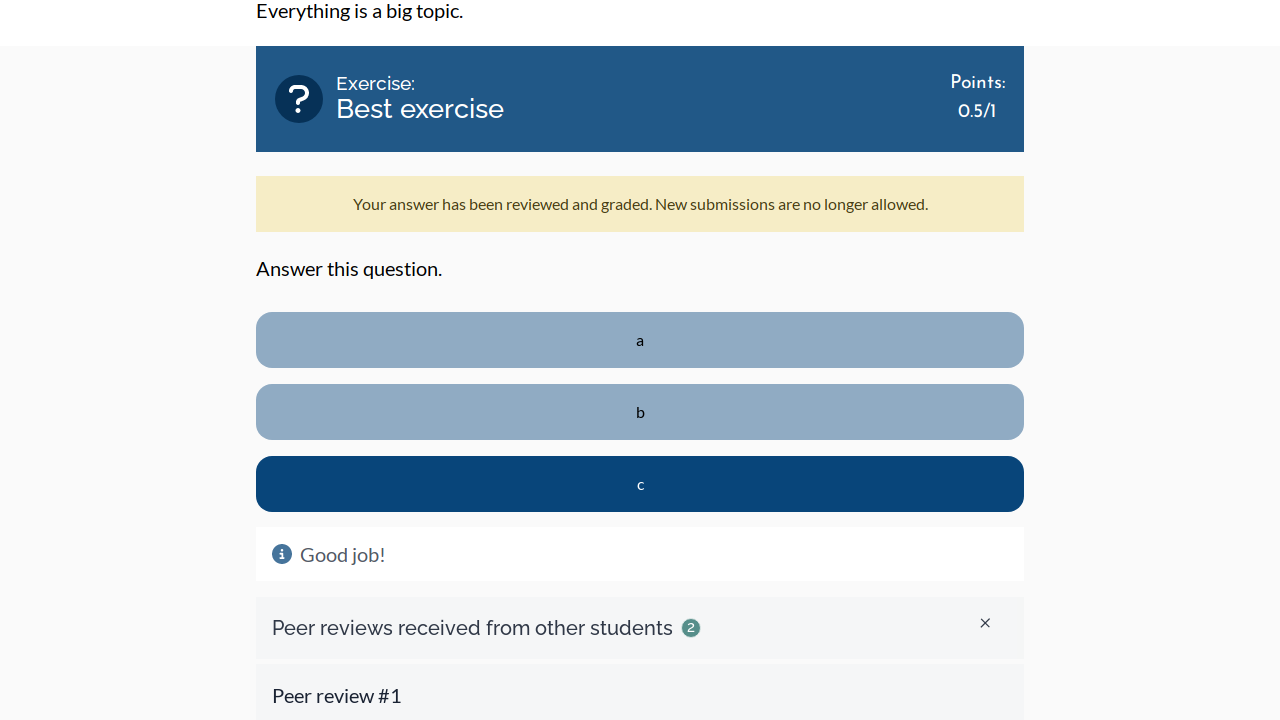 Everything is a big topic.
Exercise:
Best exercise
Points:
0.5/1
Your answer has been reviewed and graded. New submissions are no longer allowed.
Answer this question.
a
b
c
Good job!
Peer reviews received from other students 2
Peer review #1